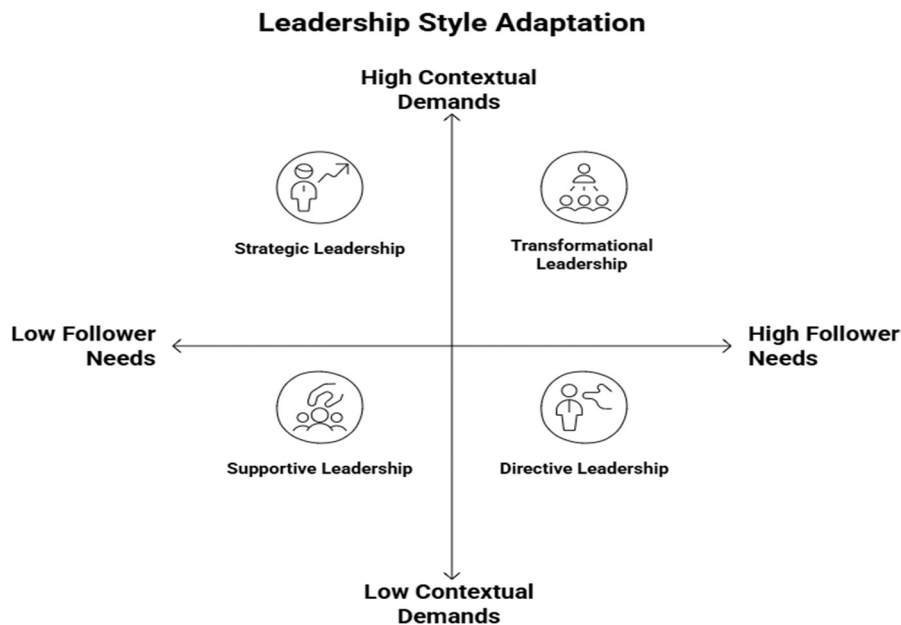 Leadership Style Adaptation
High Contextual
Demands
Strategic Leadership
Transformational
Leadership
Low Follower
Needs
High Follower
Needs
Supportive Leadership
Directive Leadership
Low Contextual
Demands